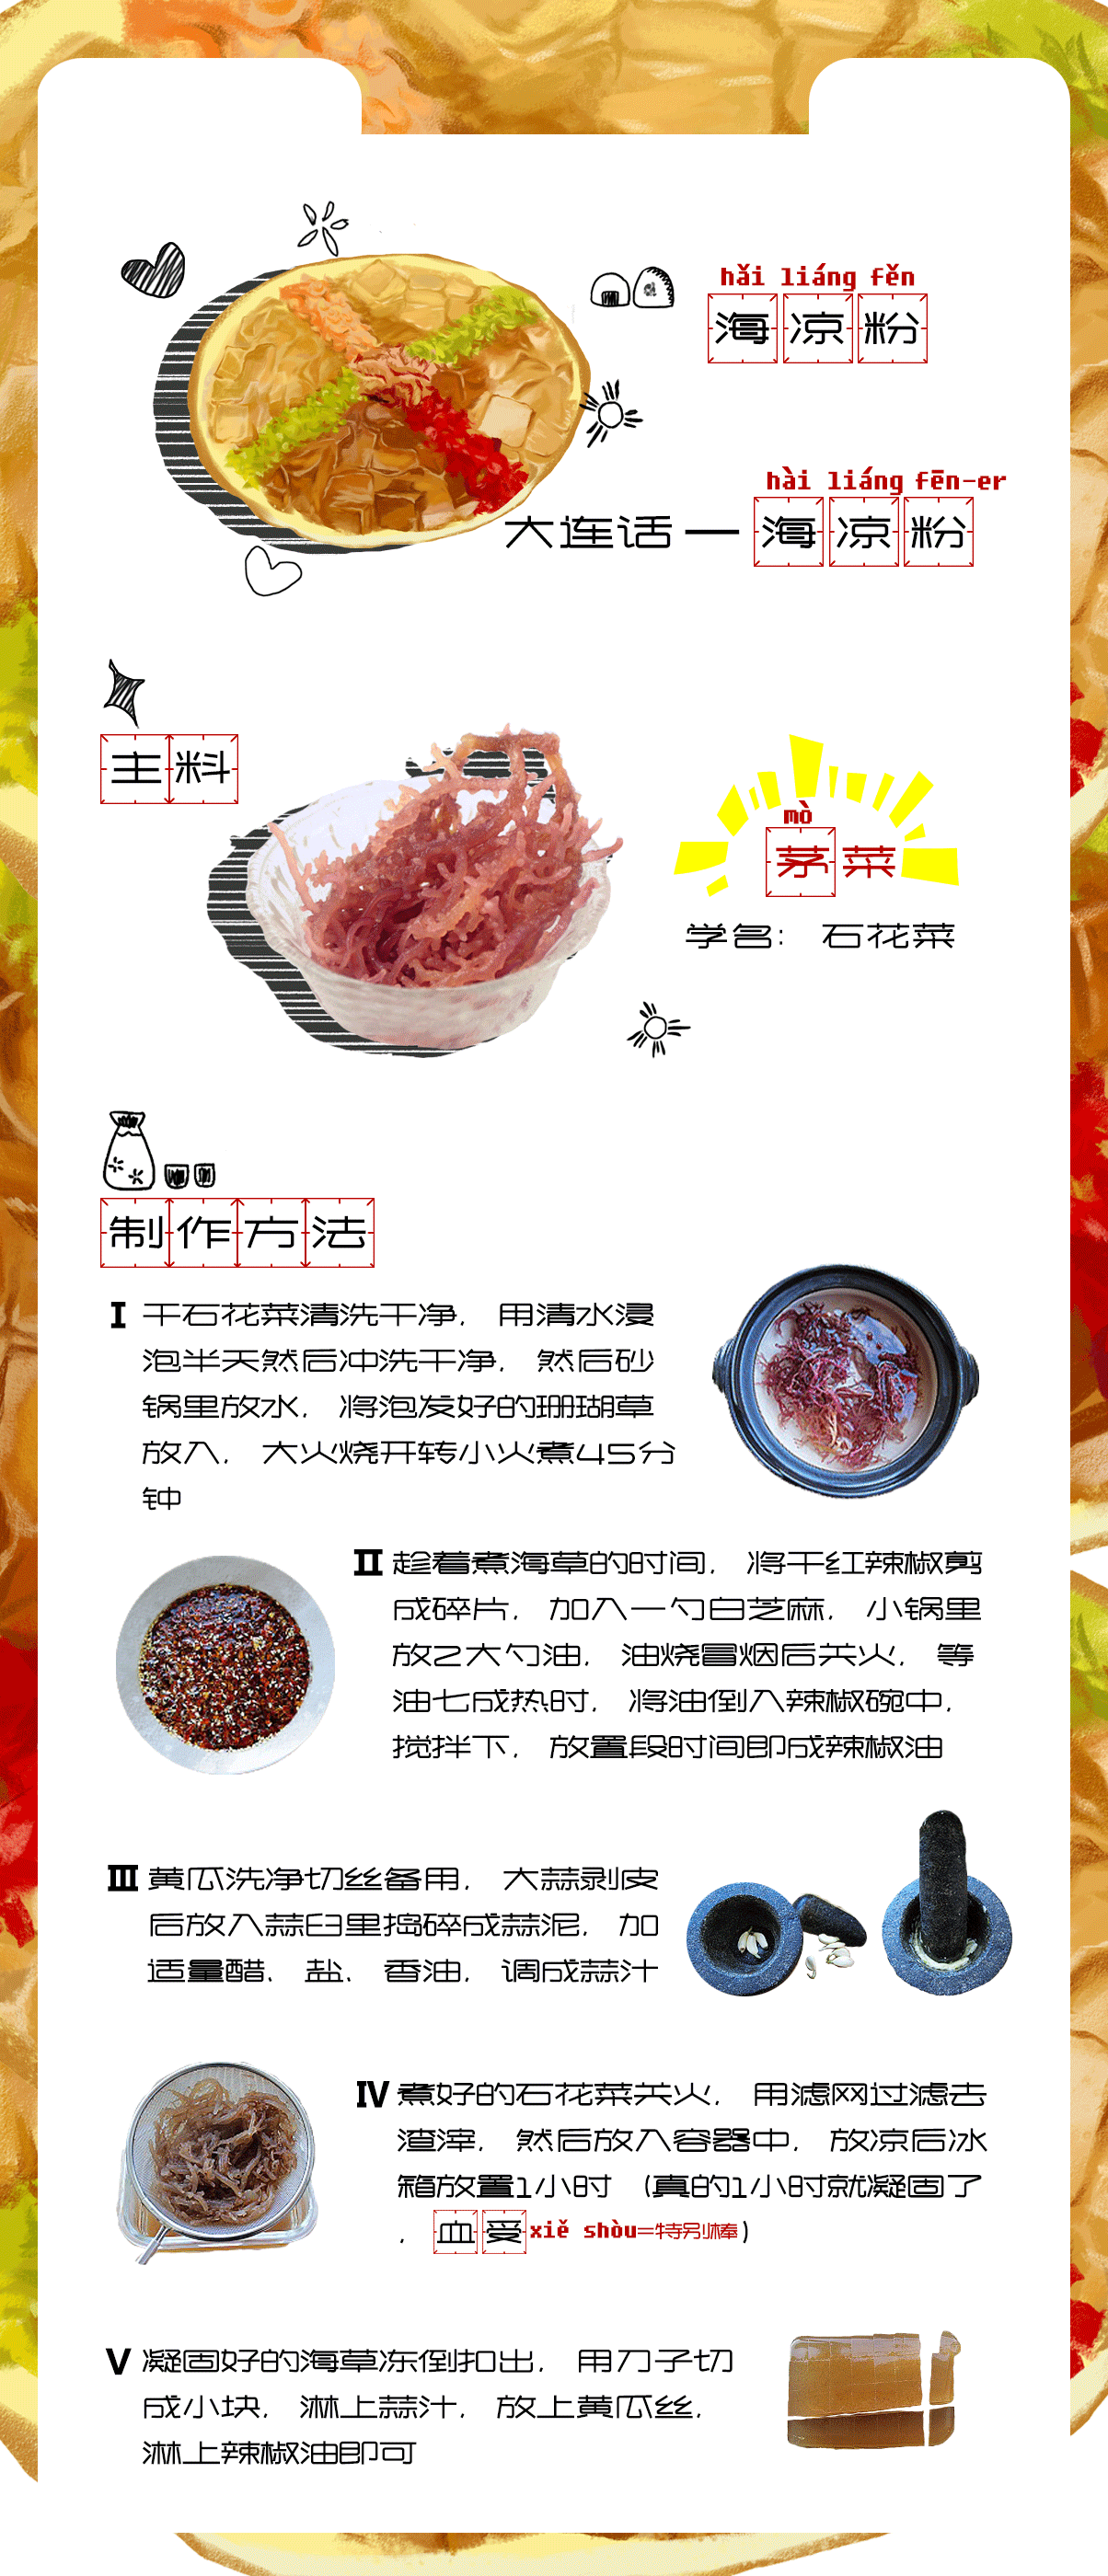 hǎi liáng fěn
海凉粉
hài liáng fēn-er
大连话一海凉粉
主料
mò
茅菜
学名: 石花菜
制作方法
I 干石花菜清洗干净, 用清水浸
泡半天然后冲洗干净, 然后砂
锅里放水, 将泡发好的珊瑚草
放入, 大火烧开转小火煮45分
钟
II 趁着煮海草的时间, 将干红辣椒剪
成碎片, 加入一勺白芝麻, 小锅里
放2大勺油, 油烧冒烟后关火, 等
油七成热时, 将油倒入辣椒碗中,
搅拌下, 放置段时间即成辣椒油
III 黄瓜洗净切丝备用, 大蒜剥皮
后放入蒜臼里捣碎成蒜泥, 加
适量醋、盐、香油, 调成蒜汁
IV 煮好的石花菜关火, 用滤网过滤去
渣滓, 然后放入容器中, 放凉后冰
箱放置1小时 (真的1小时就凝固了
, 血受xiě shòu=特别棒)
V 凝固好的海草冻倒扣出, 用刀子切
成小块, 淋上蒜汁, 放上黄瓜丝,
淋上辣椒油即可